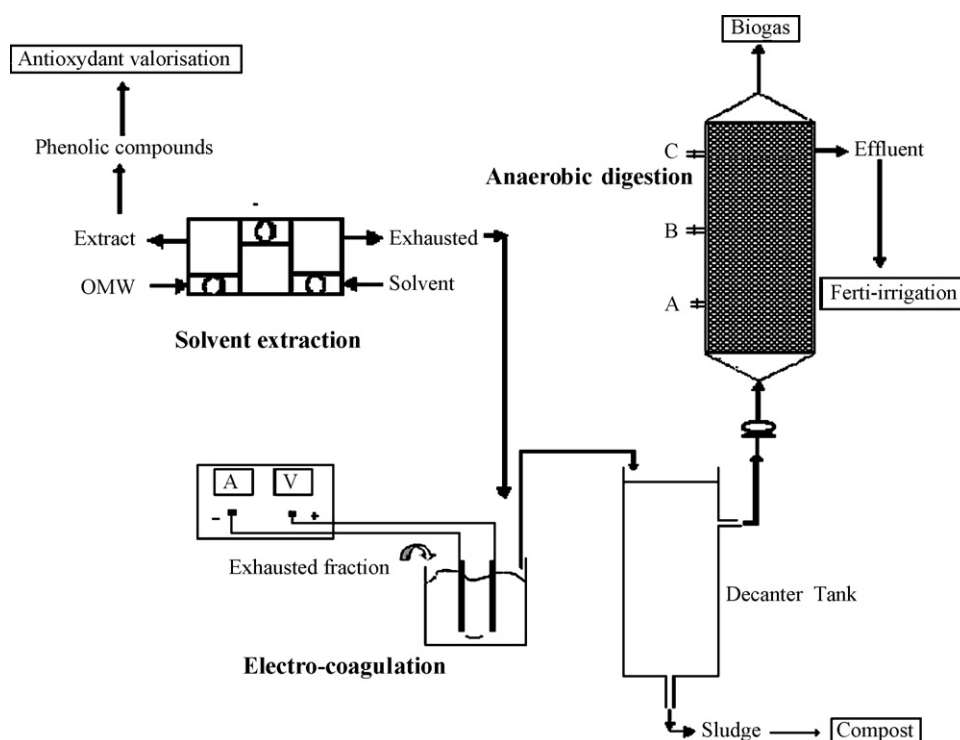 Biogas
Antioxydant valorisation
Phenolic compounds
C
Effluent
Anaerobic digestion
-
Extract
Exhausted
B
OMW
Solvent
A
Ferti-irrigation
Solvent extraction
A
V
-
+
Exhausted fraction
Decanter Tank
Electro-coagulation
Sludge
Compost